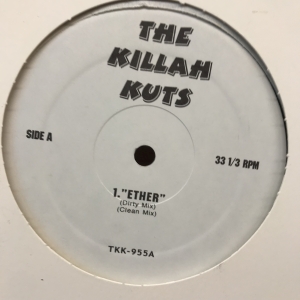 THE
KILLAH
KUTS
SIDE A
33 1/3 RPM
1."ETHER"
(Dirty Mix)
(Clean Mix)
TKK-955A